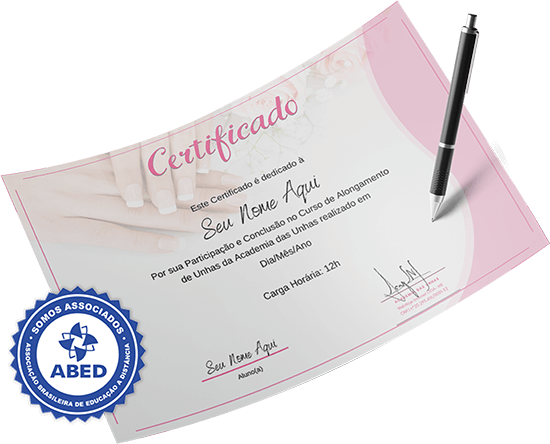 Certificado
Este Certificado é dedicado à
Seu Nome Aqui
Por sua Participação e Conclusão no Curso de Alongamento
de Unhas da Academia das Unhas realizado em
Dia/Mês/Ano
Carga Horária: 12h
Seu Nome Aqui
Aluno(a)
SOMOS ASSOCIADOS
ABED
ASSOCIAÇÃO BRASILEIRA DE EDUCAÇÃO A DISTÂNCIA